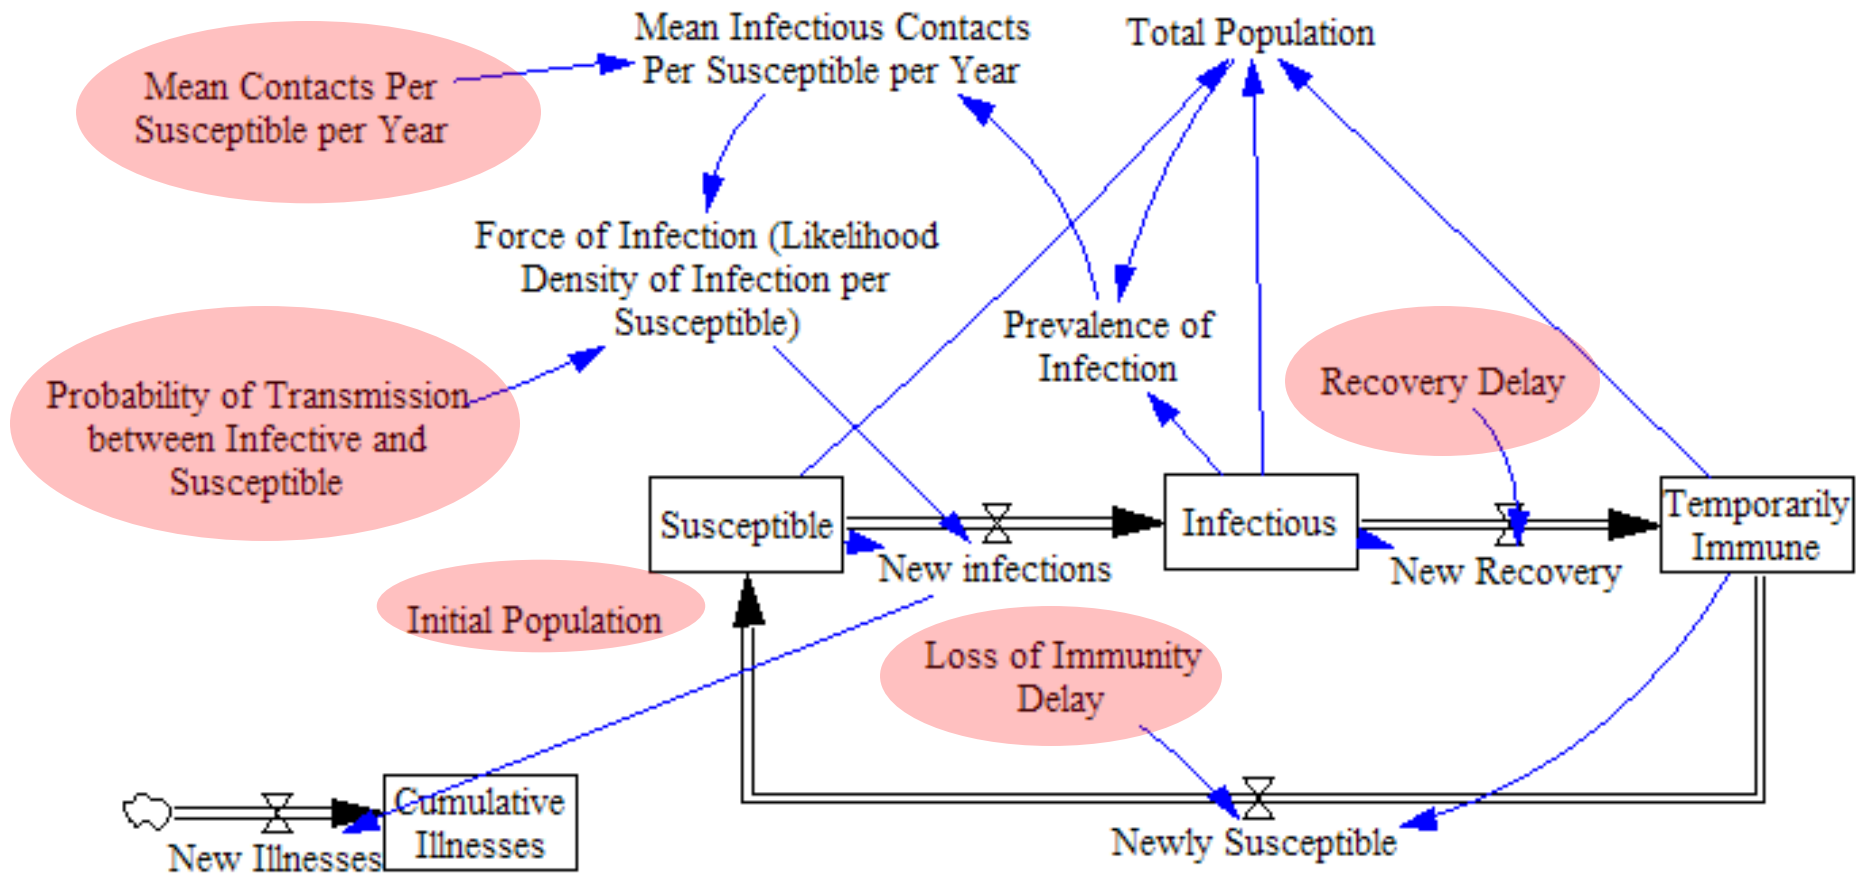 Mean Infectious Contacts
Per Susceptible per Year
Total Population
Mean Contacts Per
Susceptible per Year
Force of Infection (Likelihood
Density of Infection per
Susceptible)
Prevalence of
Infection
Recovery Delay
Probability of Transmission
between Infective and
Susceptible
Susceptible
Infectious
Temporarily
Immune
New infections
New Recovery
Initial Population
Loss of Immunity
Delay
Cumulative
Illnesses
New Illnesses
Newly Susceptible